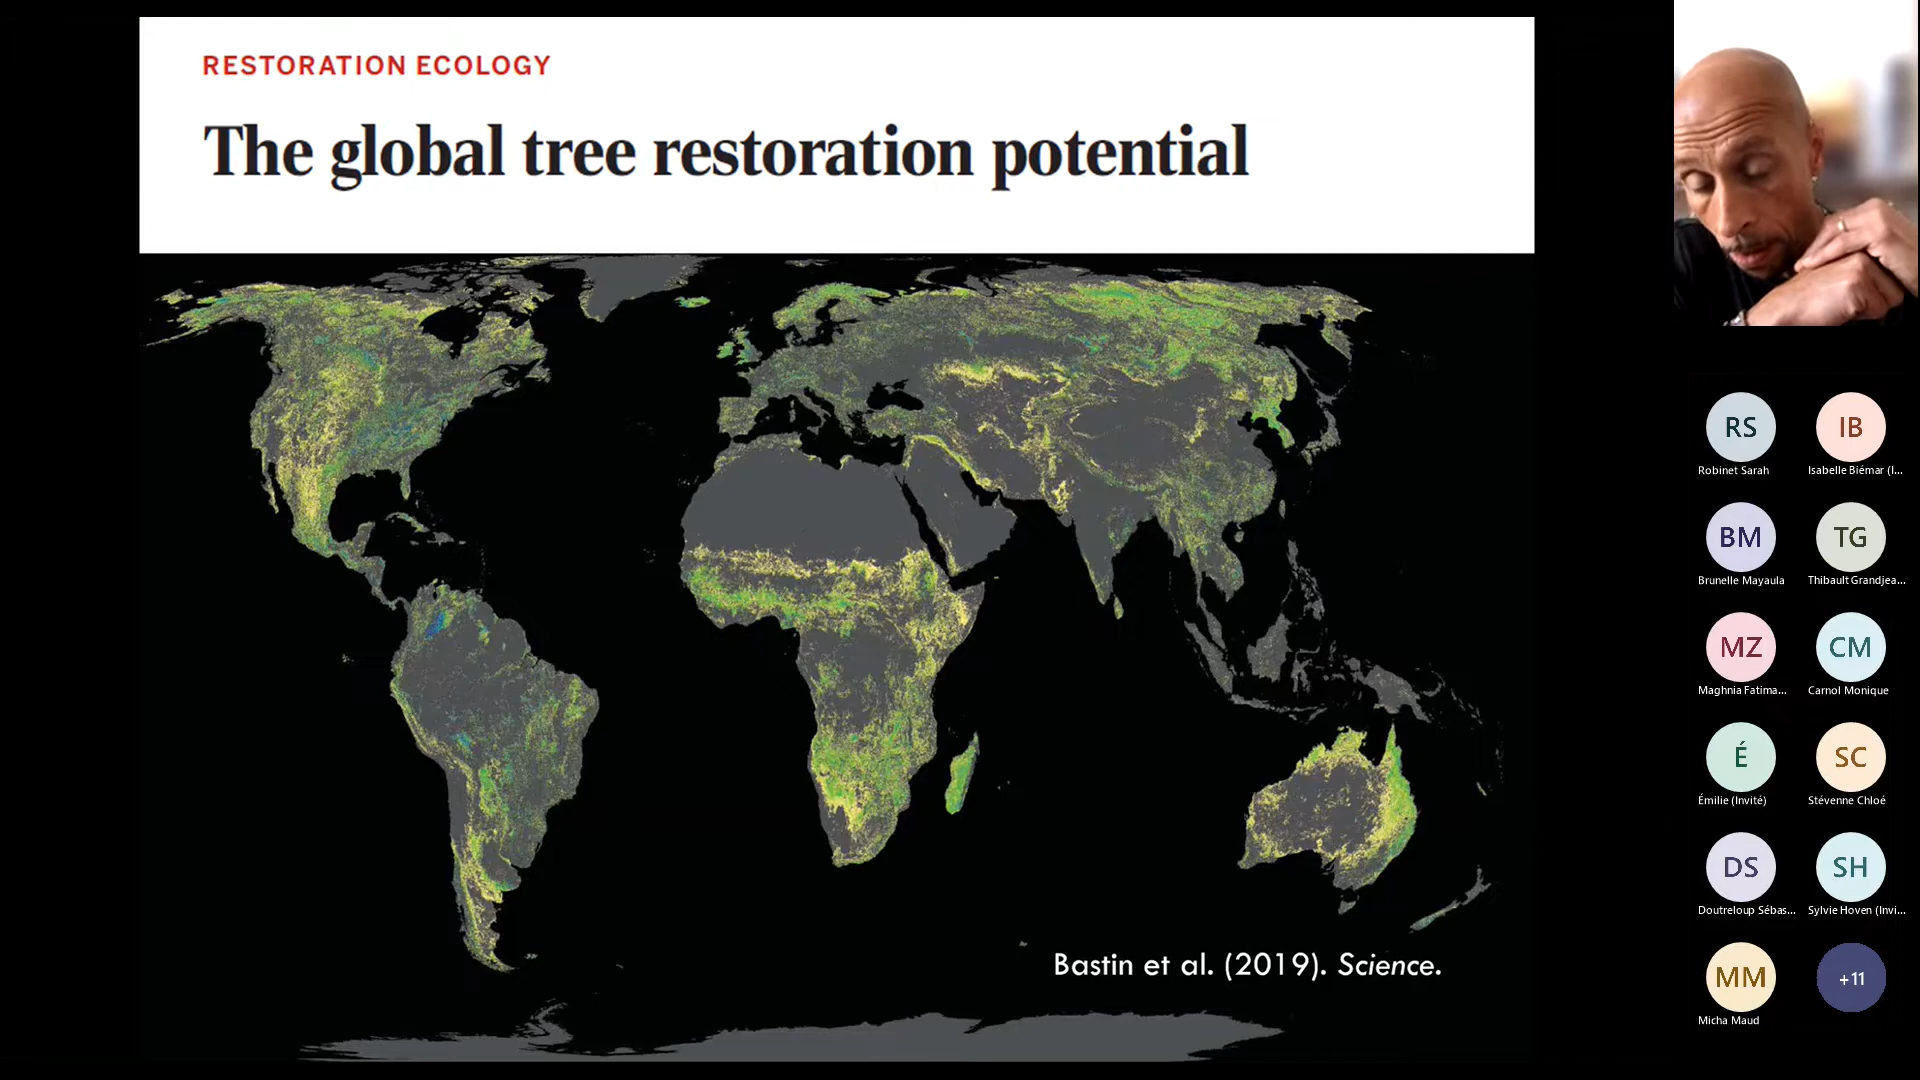 RESTORATION ECOLOGY
The global tree restoration potential
Bastin et al. (2019). Science.
RS
IB
Robinet Sarah
Isabelle Biémar (I...
BM
TG
Brunelle Mayaula
Thibault Grandjea...
MZ
CM
Maghnia Fatima...
Carnol Monique
É
SC
Émilie (Invité)
Stévenne Chloé
DS
SH
Doutreloup Sébas...
Sylvie Hoven (Invi...
MM
+11
Micha Maud